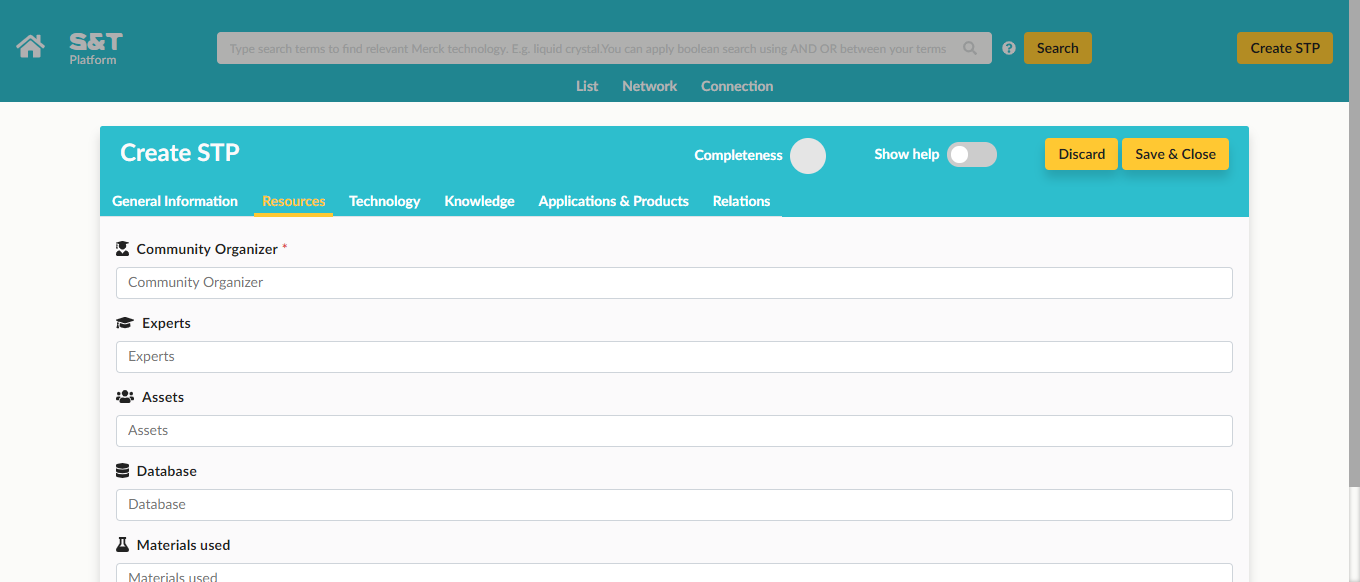 S&T
Platform
Type search terms to find relevant Merck technology. E.g. liquid crystal.You can apply boolean search using AND OR between your terms
?
Search
Create STP
List Network Connection
Create STP
Completeness
Show help
Discard
Save & Close
General Information Resources Technology Knowledge Applications & Products Relations
Community Organizer *
Community Organizer
Experts
Experts
Assets
Assets
Database
Database
Materials used
Materials used